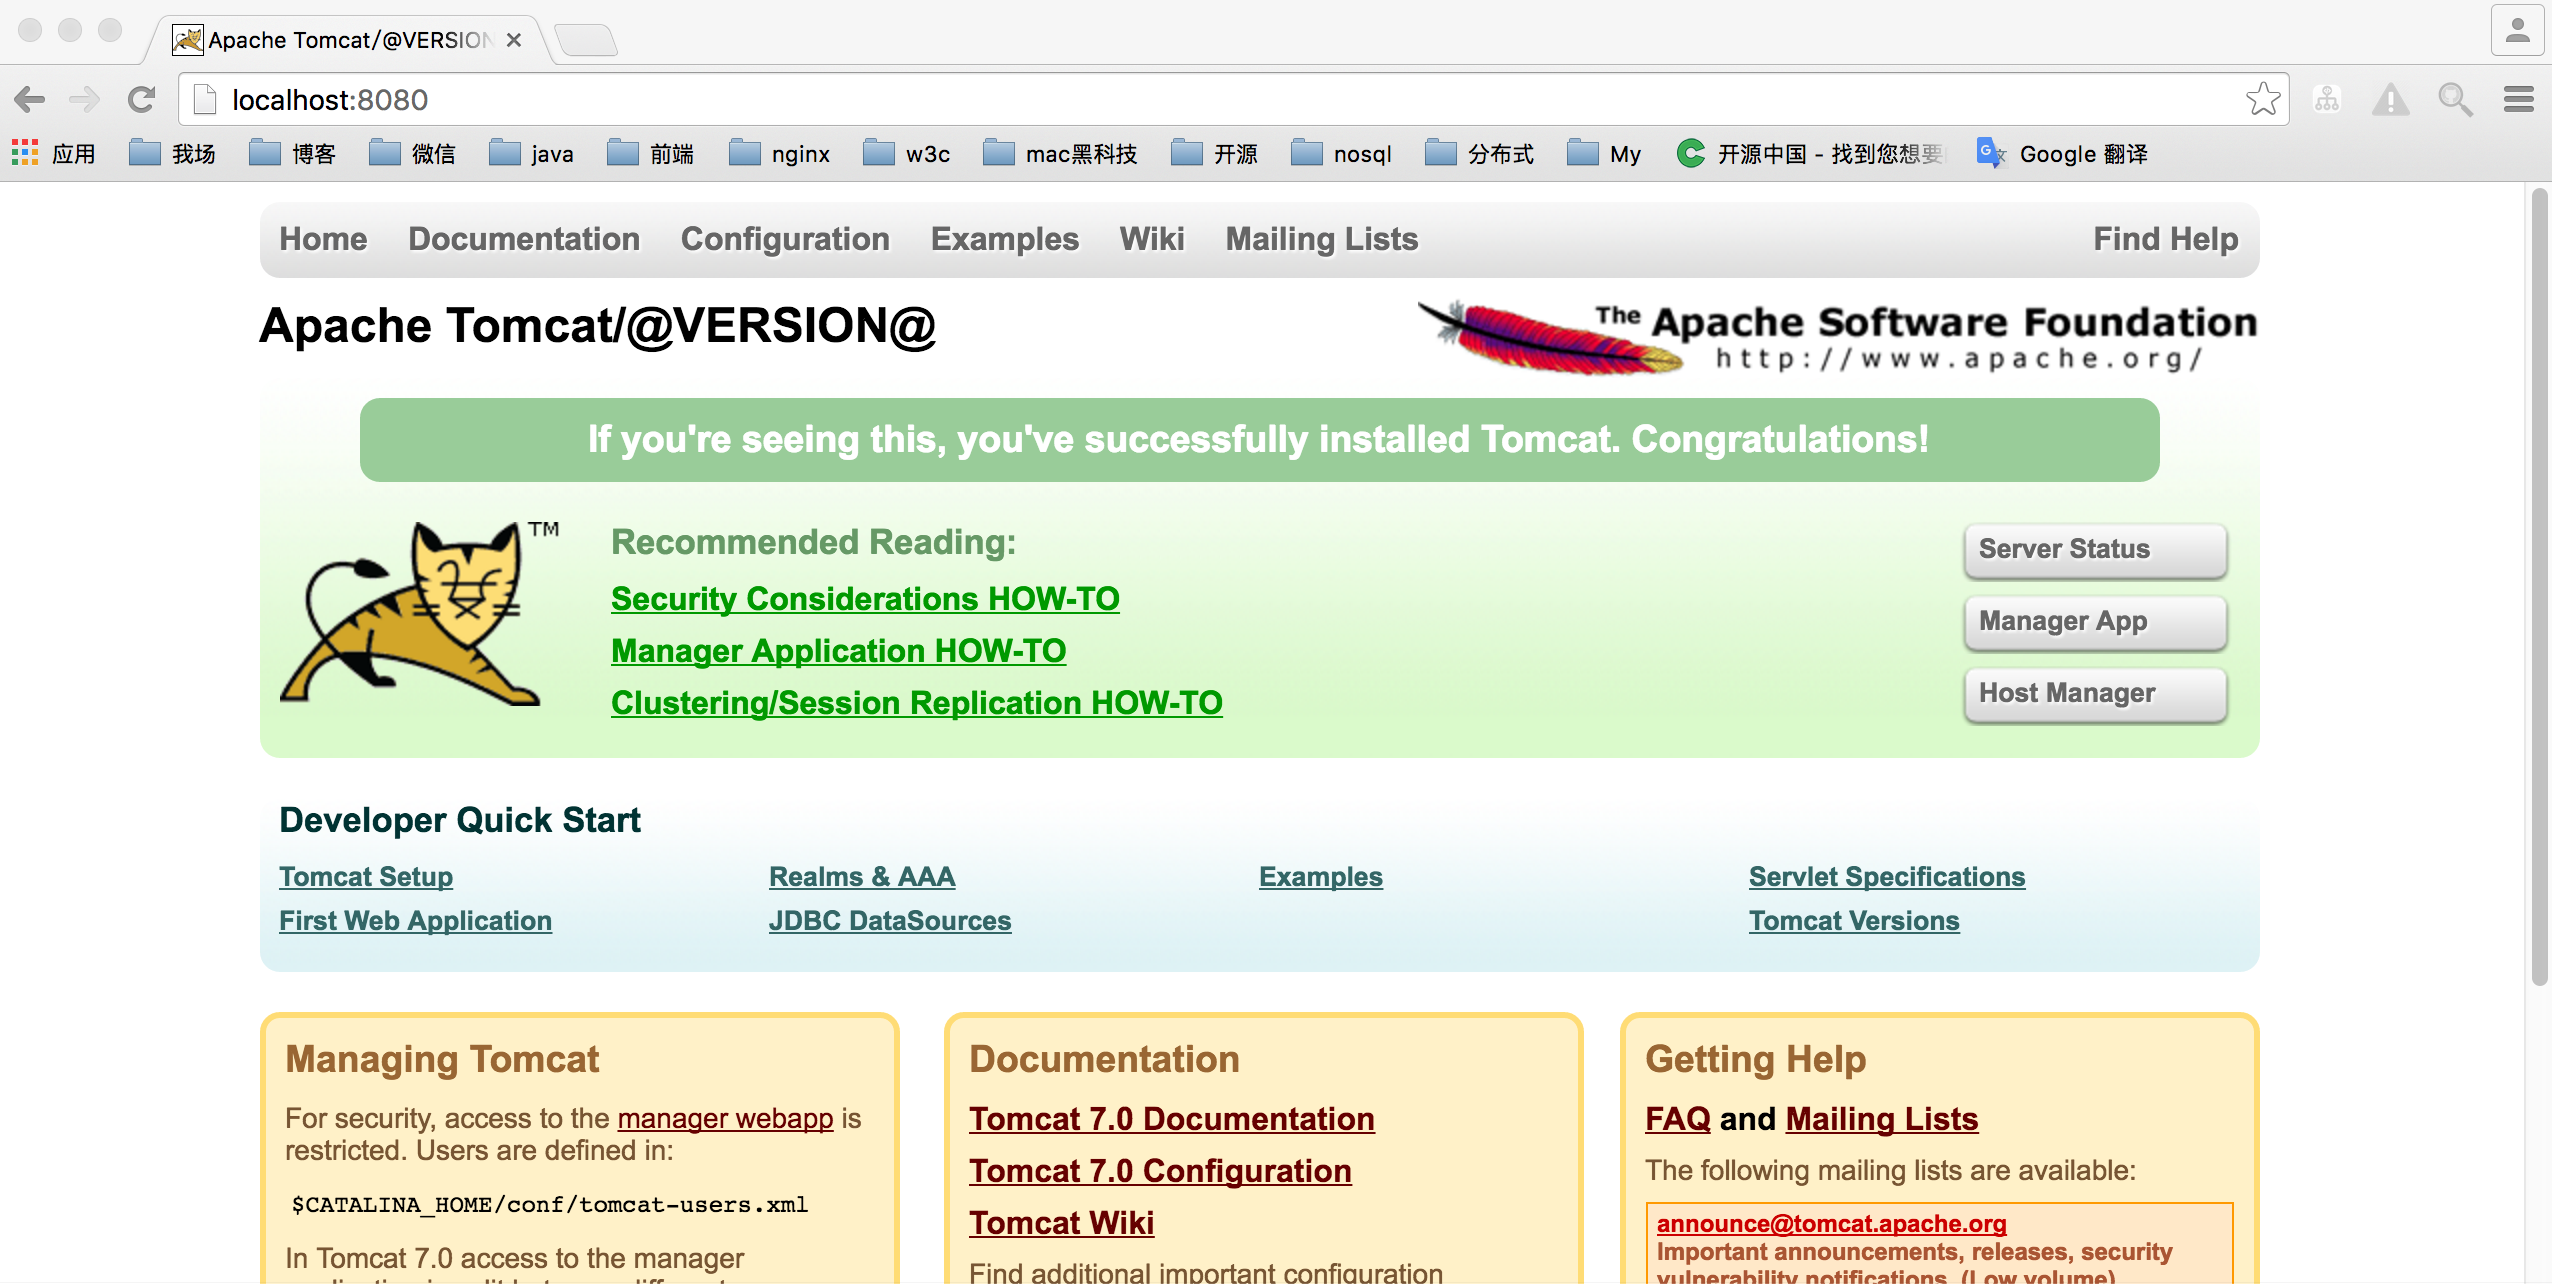 Apache Tomcat/@VERSION
localhost:8080
应用 我场 博客 微信 java 前端 nginx w3c mac黑科技 开源 nosql 分布式 My 开源中国 - 找到您想要 Google 翻译
Home Documentation Configuration Examples Wiki Mailing Lists Find Help
Apache Tomcat/@VERSION@
The Apache Software Foundation
http://www.apache.org/
If you're seeing this, you've successfully installed Tomcat. Congratulations!
TM
Recommended Reading:
Security Considerations HOW-TO
Manager Application HOW-TO
Clustering/Session Replication HOW-TO
Server Status
Manager App
Host Manager
Developer Quick Start
Tomcat Setup
First Web Application
Realms & AAA
JDBC DataSources
Examples
Servlet Specifications
Tomcat Versions
Managing Tomcat
For security, access to the manager webapp is
restricted. Users are defined in:
$CATALINA_HOME/conf/tomcat-users.xml
In Tomcat 7.0 access to the manager
Documentation
Tomcat 7.0 Documentation
Tomcat 7.0 Configuration
Tomcat Wiki
Find additional important configuration
Getting Help
FAQ and Mailing Lists
The following mailing lists are available:
announce@tomcat.apache.org
Important announcements, releases, security
vulnerability notifications. (Low volume).